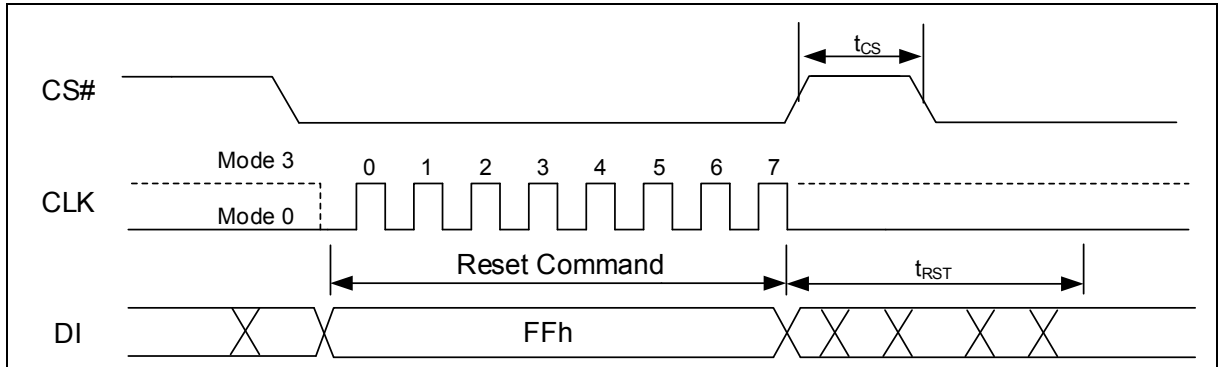 tCS
CS#
Mode 3
0 1 2 3 4 5 6 7
CLK
Mode 0
Reset Command
tRST
DI
FFh